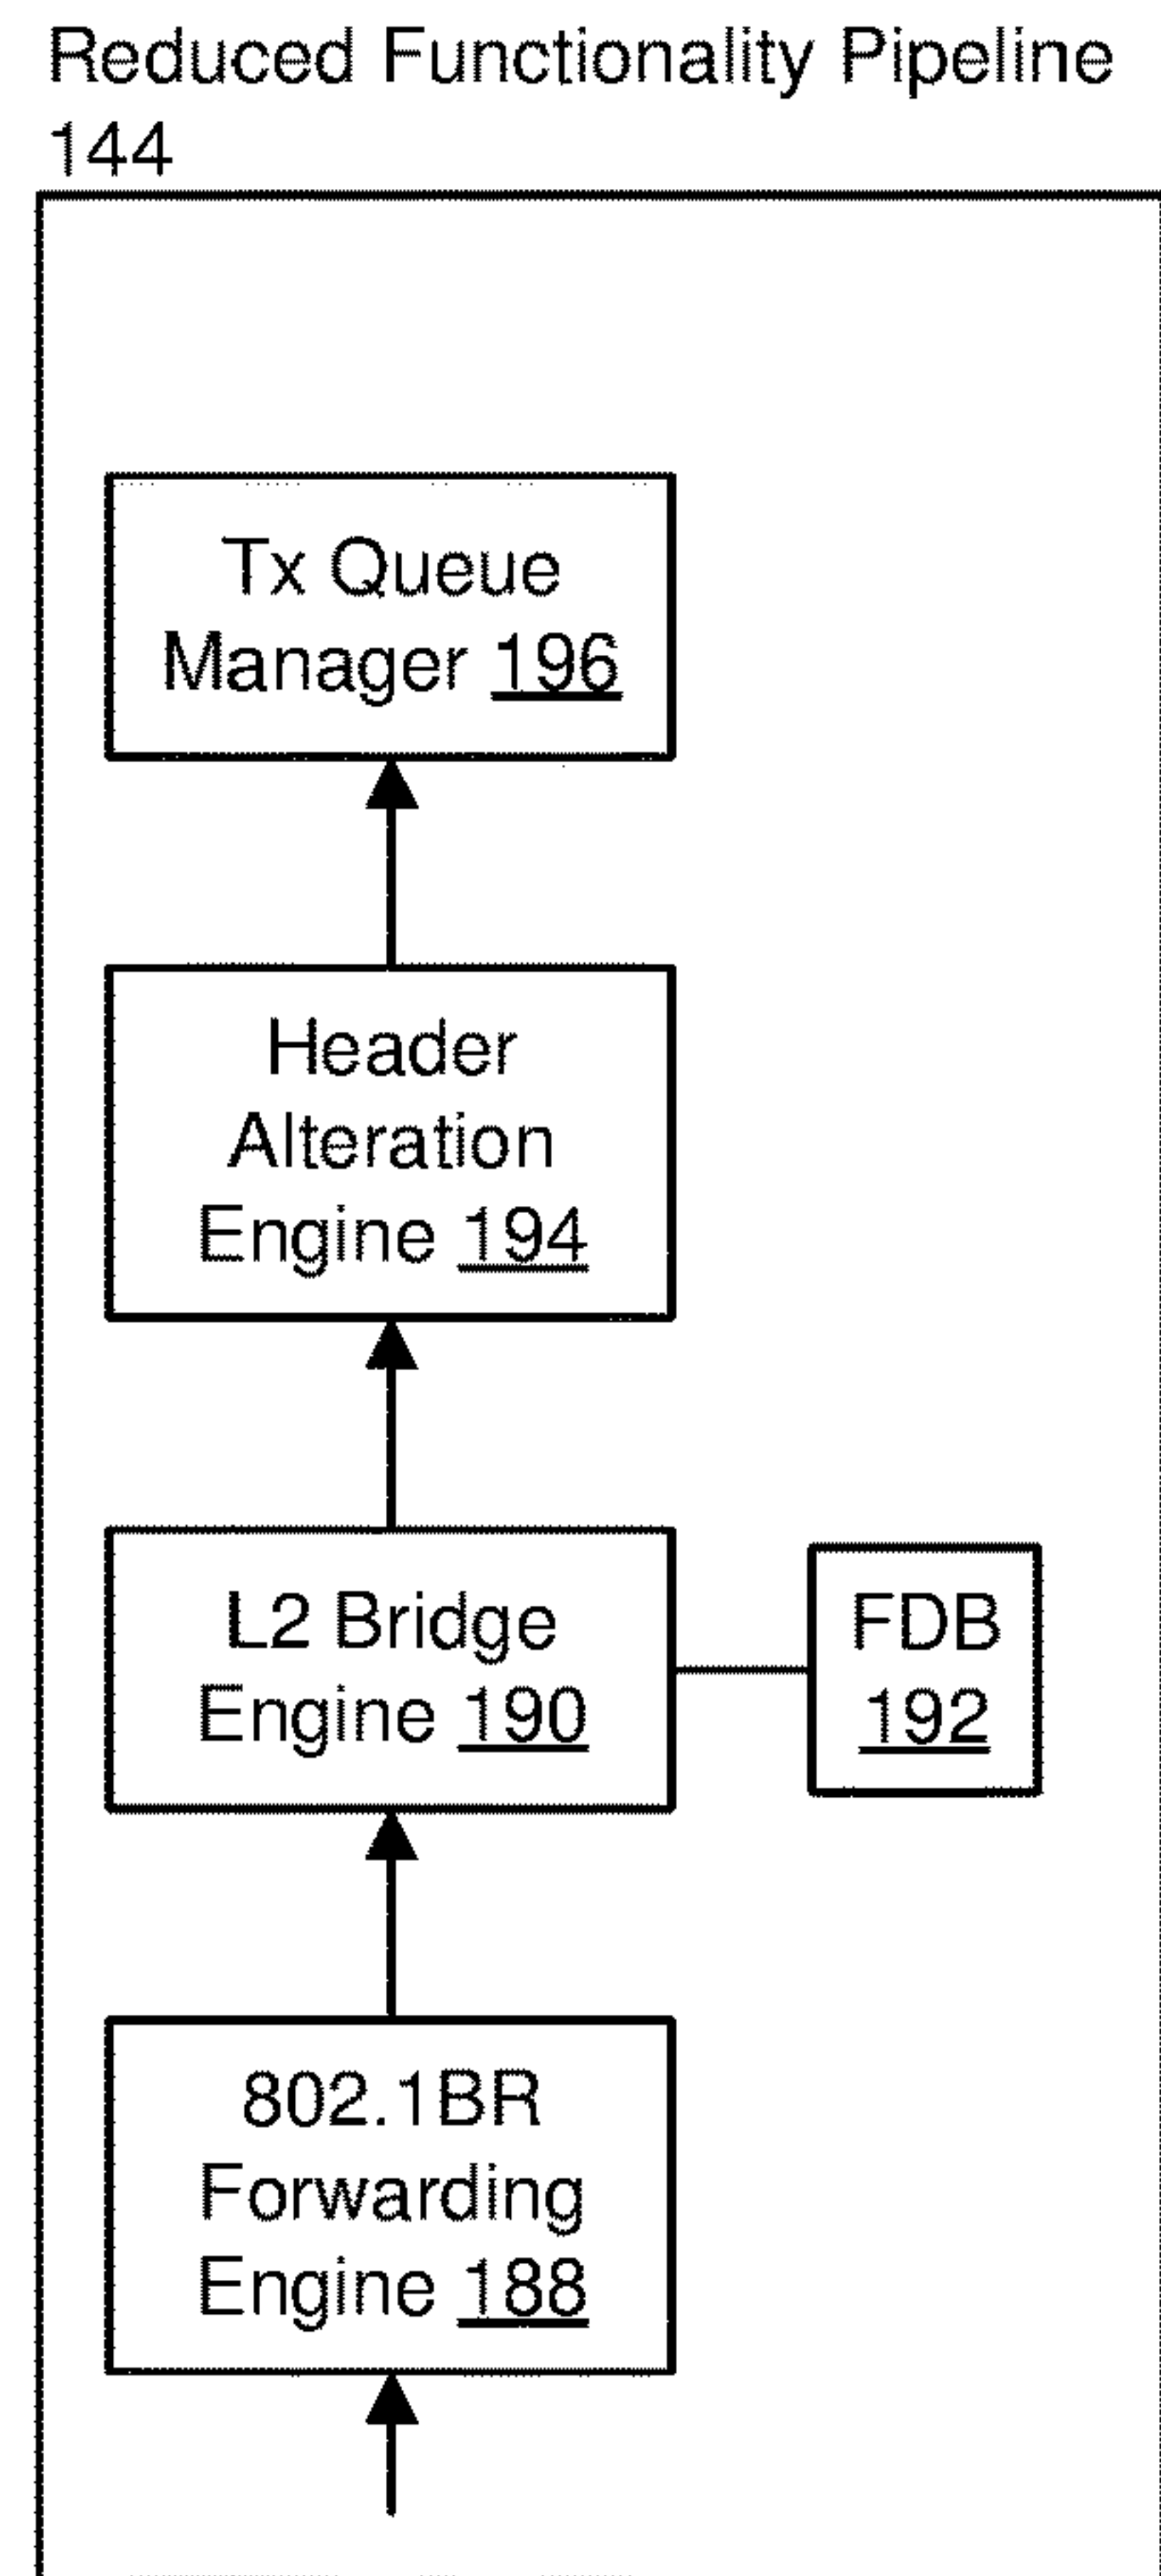 Reduced Functionality Pipeline
144
Tx Queue
Manager 196
Header
Alteration
Engine 194
L2 Bridge
Engine 190
FDB
192
802.1BR
Forwarding
Engine 188